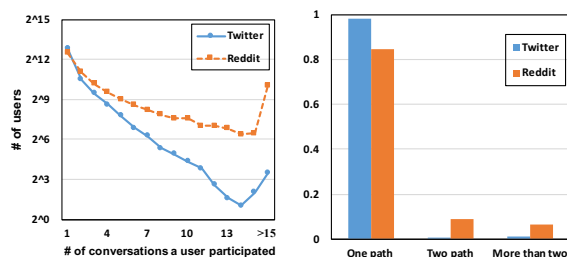 2^15
2^12
2^9
2^6
2^3
2^0
# of users
Twitter
Reddit
1 4 7 10 13 >15
# of conversations a user participated
1
0.8
0.6
0.4
0.2
0
Twitter
Reddit
One path Two path More than two